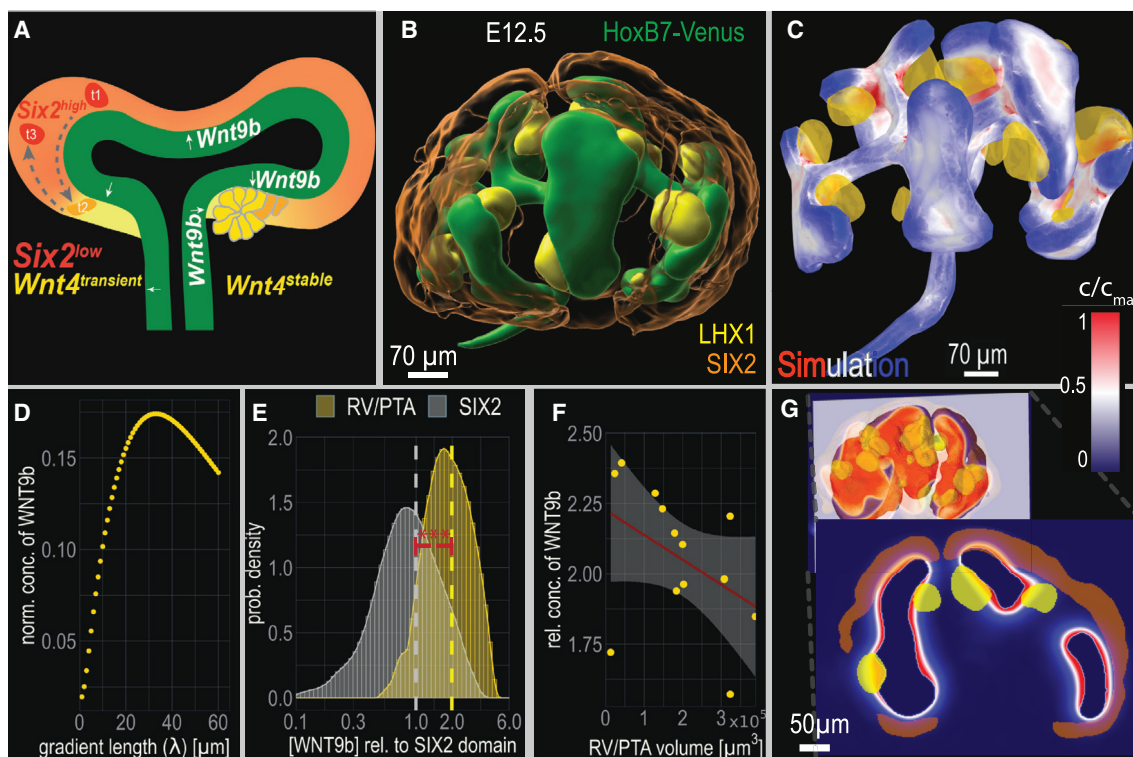 A
Six2high
t1
t3
t2
Wnt9b
Wnt9b
Wnt9b
Six2low
Wnt4transient
Wnt4stable
B
E12.5
HoxB7-Venus
70 µm
LHX1
SIX2
C
c/cma
1
0.5
0
Simulation
70 µm
D
norm. conc. of WNT9b
0.15
0.10
0.05
0
20
40
60
gradient length (λ) [µm]
E
RV/PTA
SIX2
prob. density
2.0
1.5
1.0
0.5
0.0
***
0.1
0.3
1.0
2.0
6.0
[WNT9b] rel. to SIX2 domain
F
rel. conc. of WNT9b
2.50
2.25
2.00
1.75
0
1
2
3 x10^5
RV/PTA volume [µm³]
G
50µm